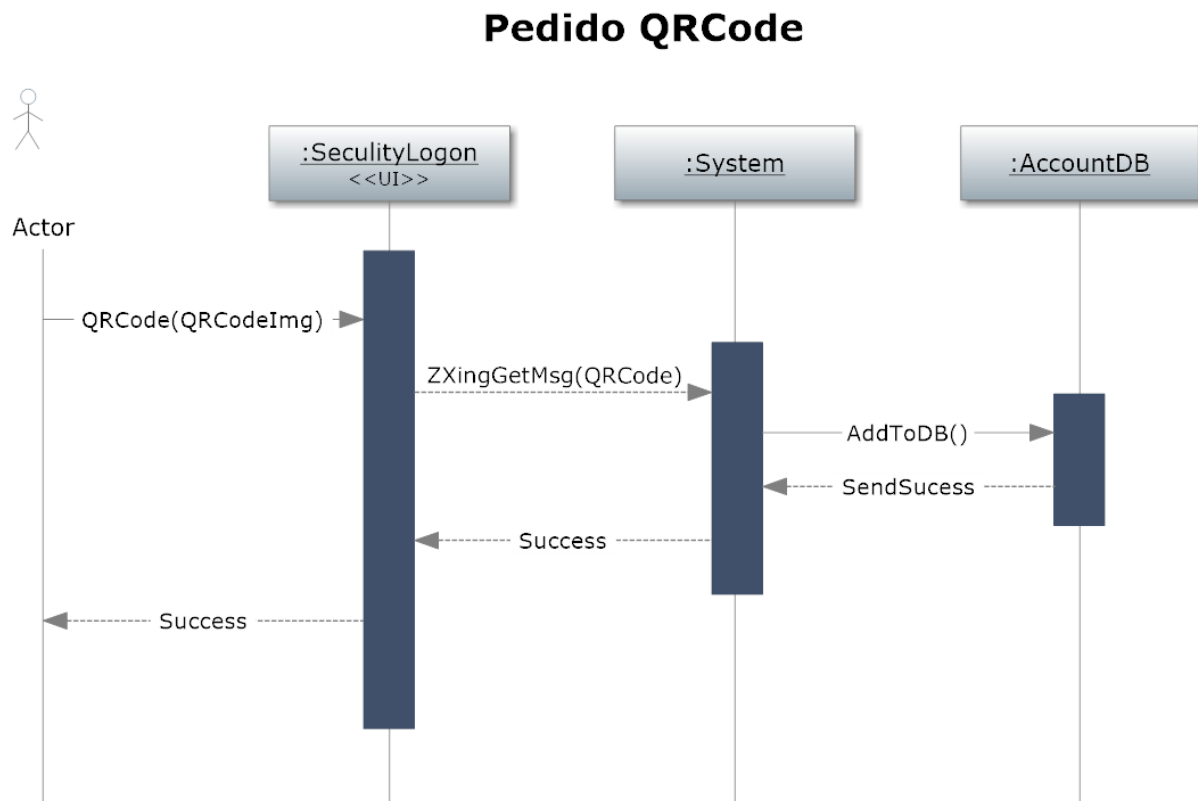 Pedido QRCode
:SeculityLogon
<<UI>>
:System
:AccountDB
Actor
QRCode(QRCodeImg)
ZXingGetMsg(QRCode)
AddToDB()
SendSucess
Success
Success